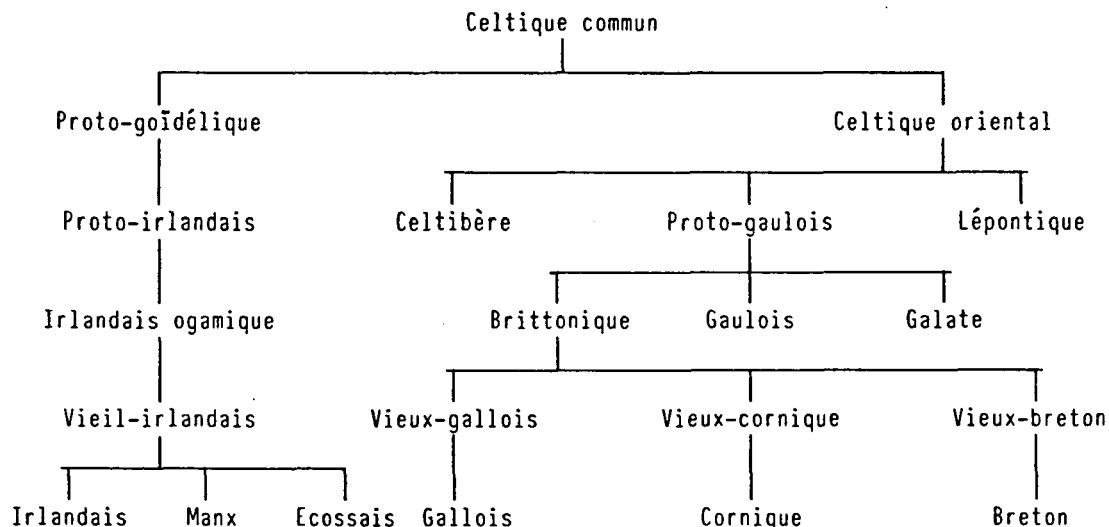 Celtique commun
Proto-goïdélique Celtique oriental
Proto-irlandais Celtibère Proto-gaulois Lépontique
Irlandais ogamique Brittonique Gaulois Galate
Vieil-irlandais Vieux-gallois Vieux-cornique Vieux-breton
Irlandais Manx Ecossais Gallois Cornique Breton